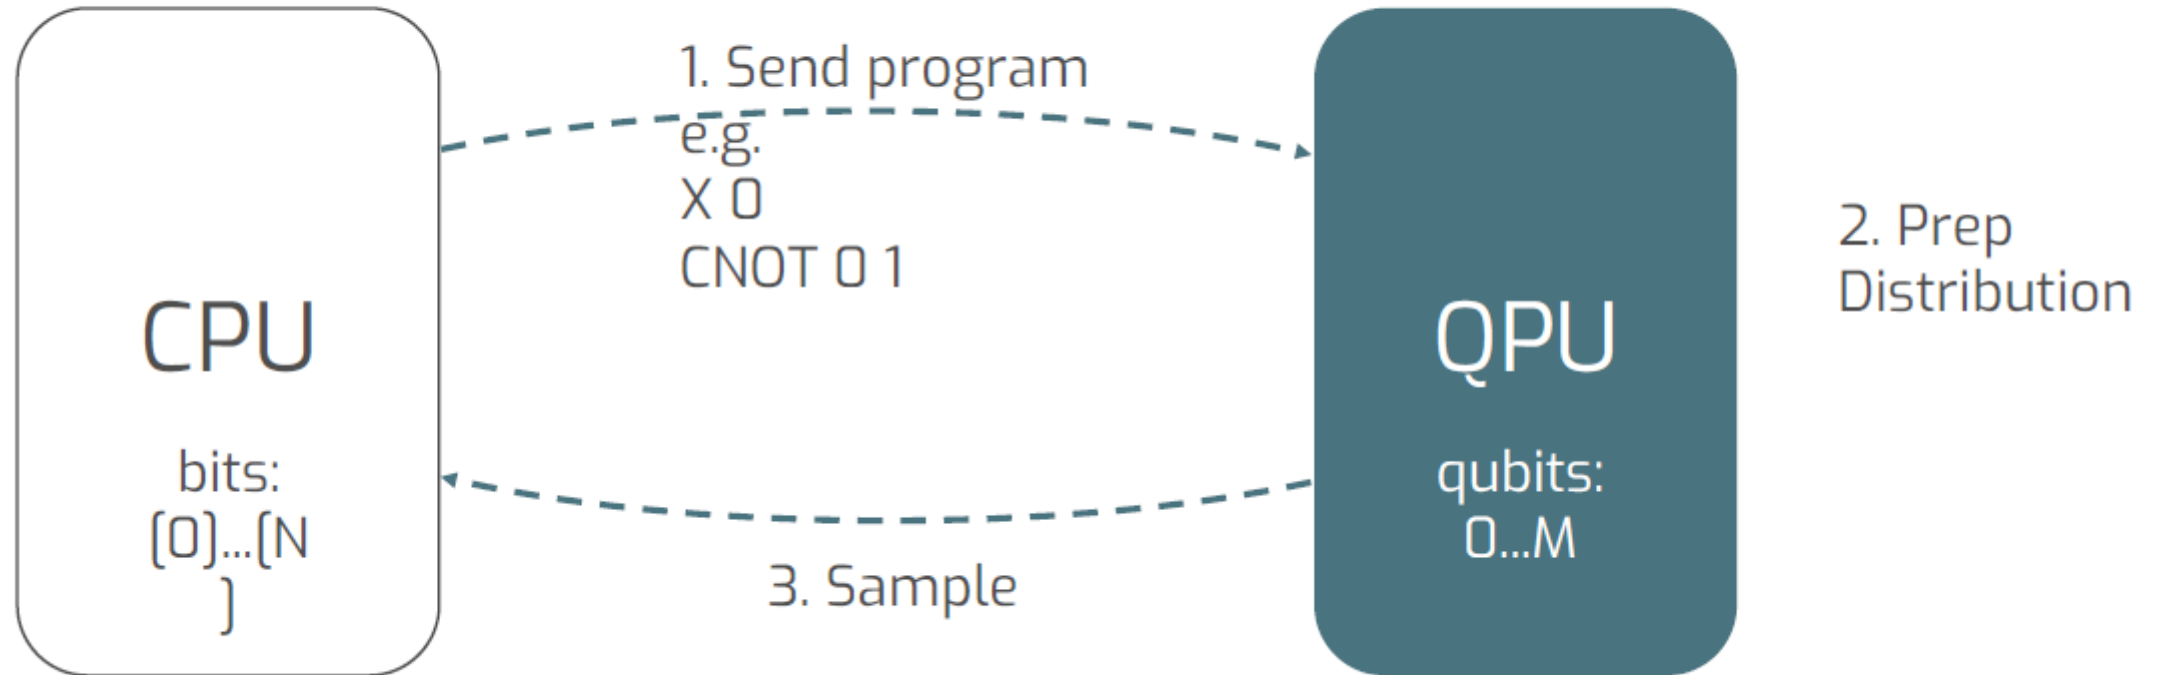 CPU
bits:
[0]...[N
]
1. Send program
e.g.
X 0
CNOT 0 1
3. Sample
QPU
qubits:
0...M
2. Prep
Distribution